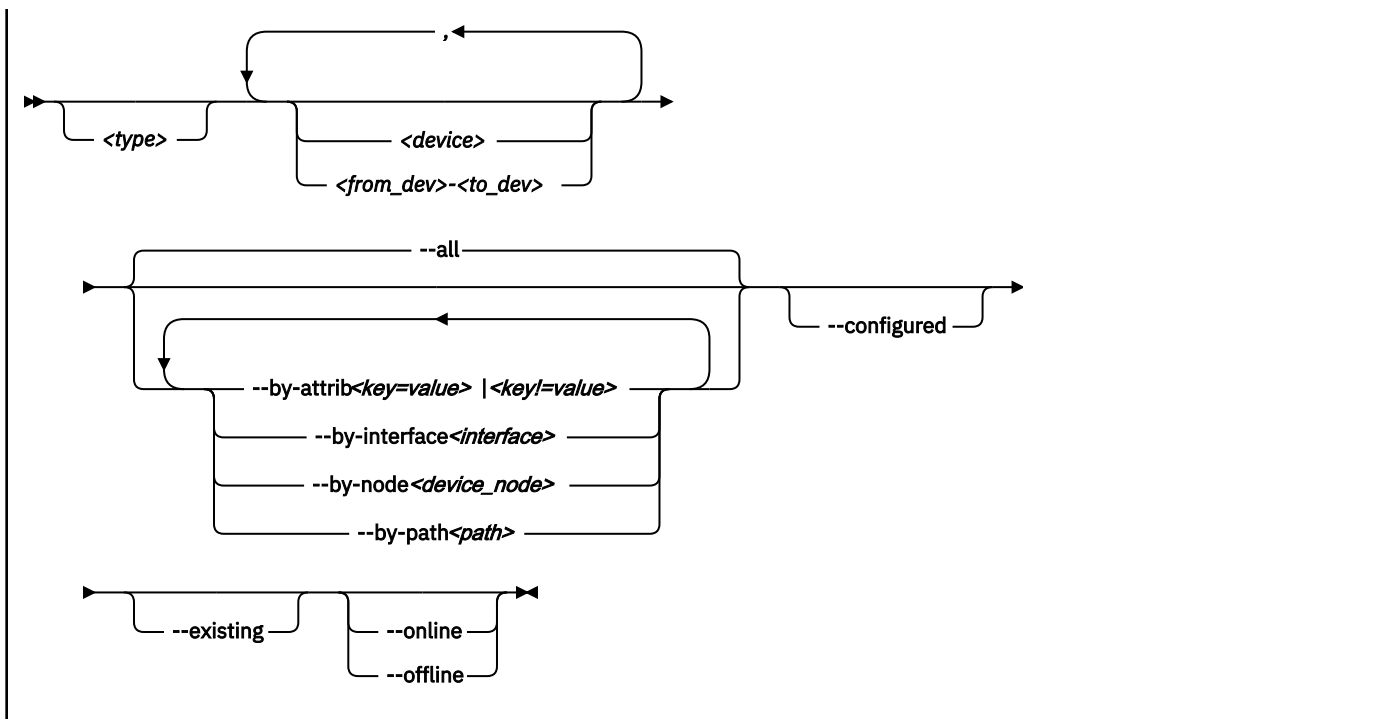 ,
<type>
<device>
<from_dev>-<to_dev>
--all
--configured
--by-attrib<key=value> |<key!=value>
--by-interface<interface>
--by-node<device_node>
--by-path<path>
--existing
--online
--offline